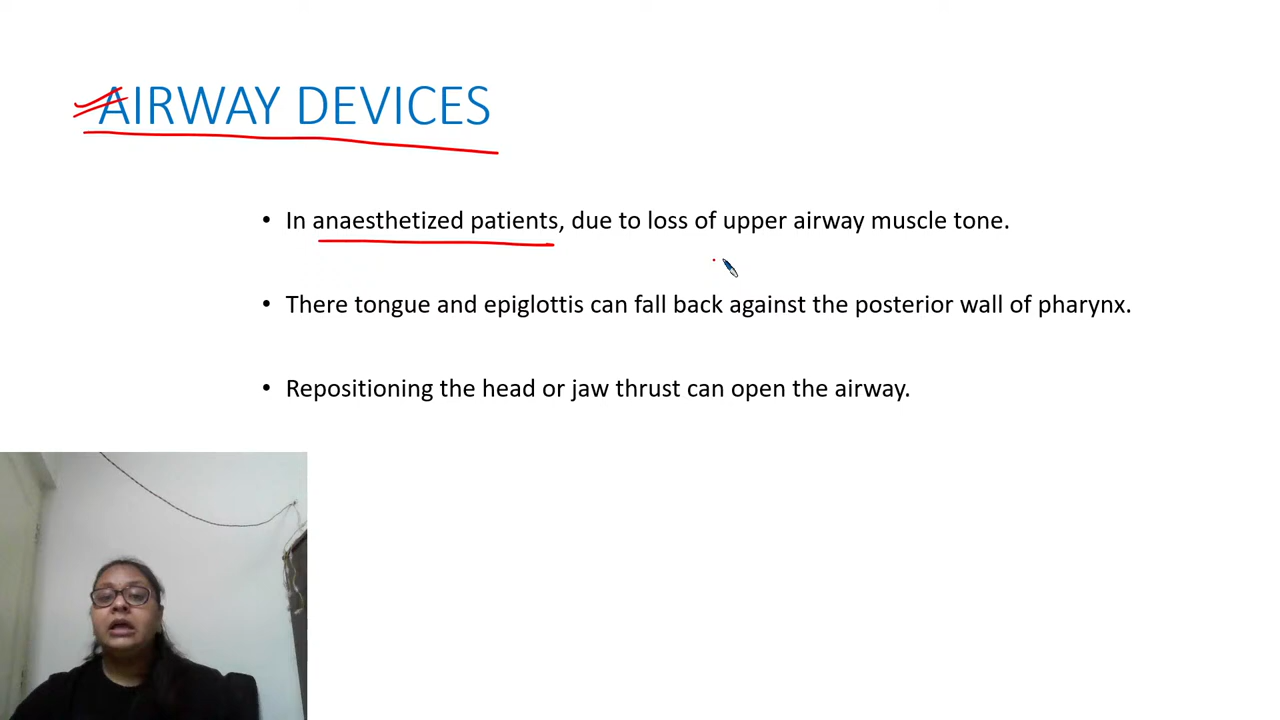 AIRWAY DEVICES
• In anaesthetized patients, due to loss of upper airway muscle tone.
• There tongue and epiglottis can fall back against the posterior wall of pharynx.
• Repositioning the head or jaw thrust can open the airway.